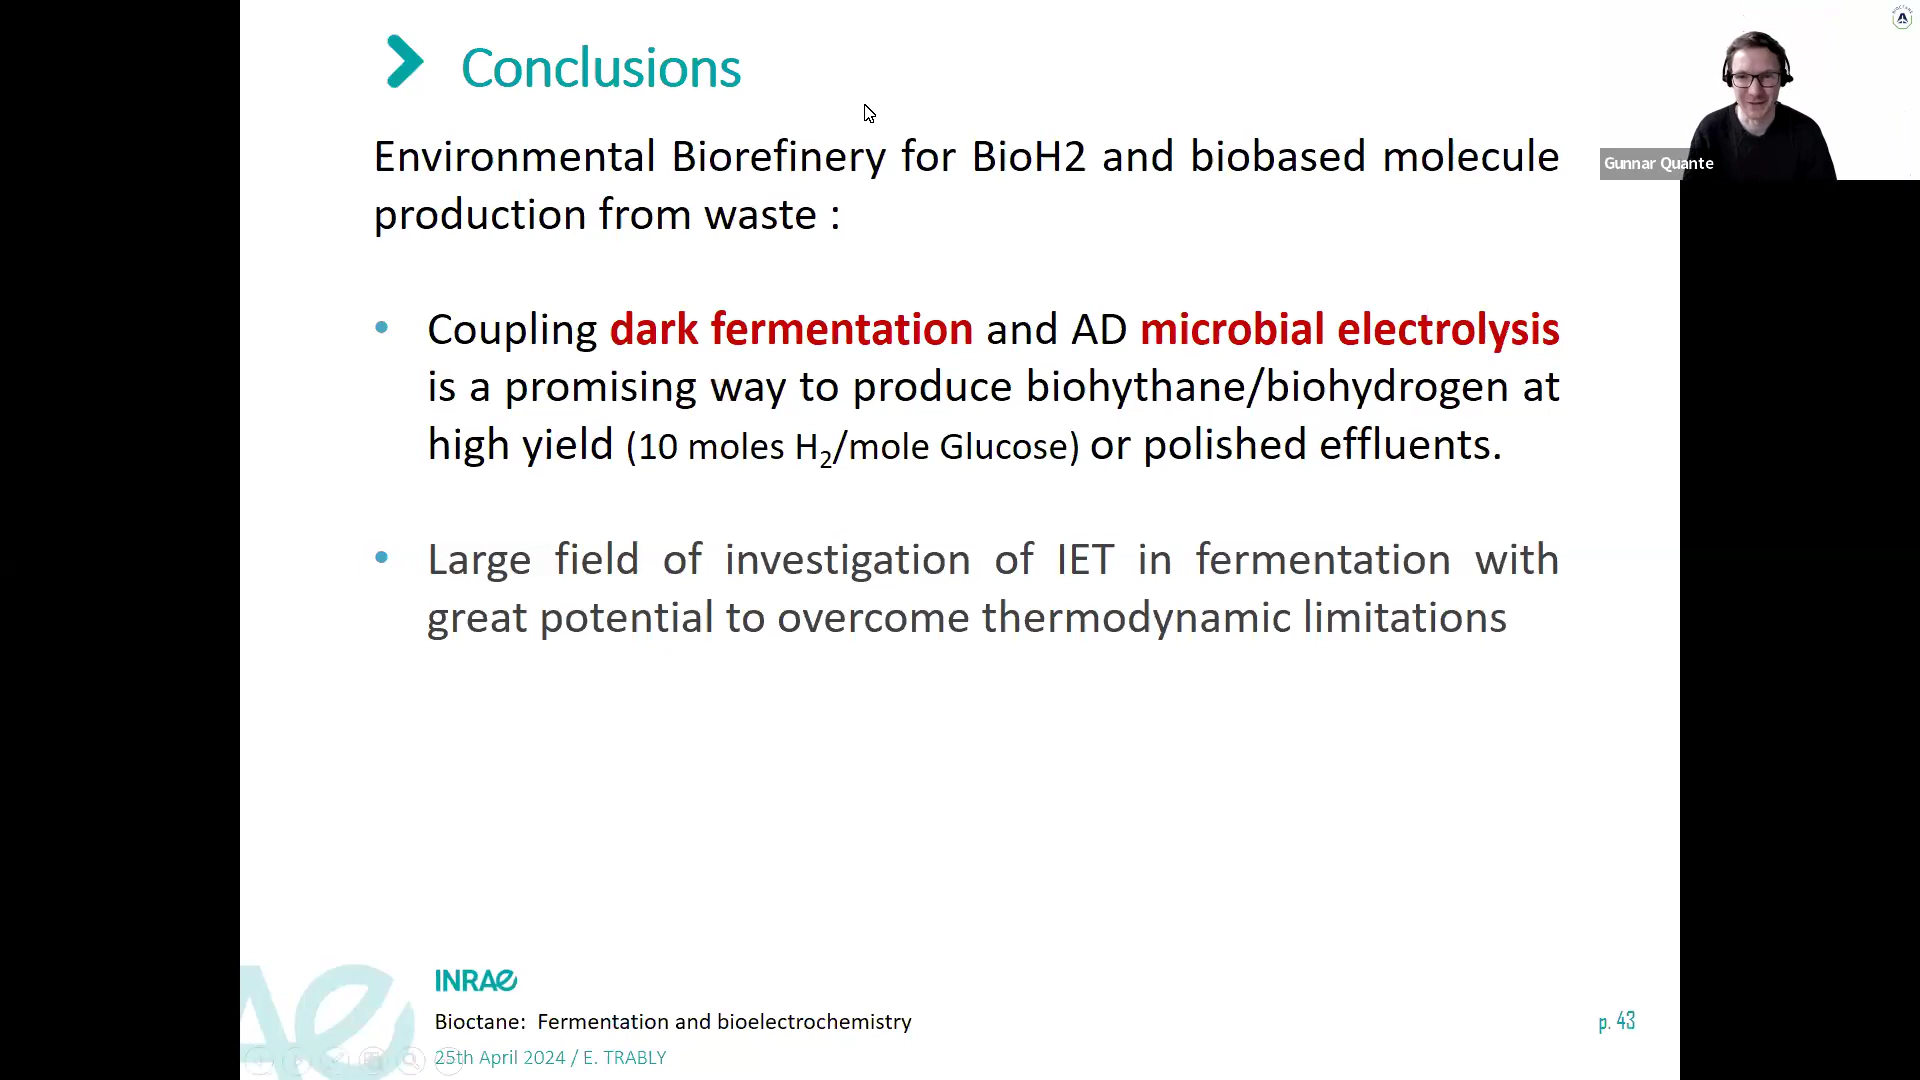 Conclusions
Environmental Biorefinery for BioH2 and biobased molecule
production from waste :
• Coupling dark fermentation and AD microbial electrolysis
is a promising way to produce biohythane/biohydrogen at
high yield (10 moles H₂/mole Glucose) or polished effluents.
• Large field of investigation of IET in fermentation with
great potential to overcome thermodynamic limitations
Gunnar Quante
INRAE
Bioctane: Fermentation and bioelectrochemistry
25th April 2024 / E. TRABLY
p. 43